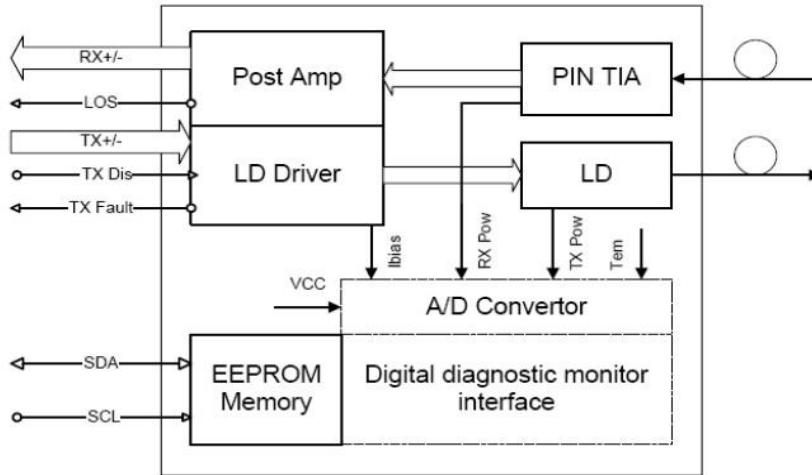 RX+/-
Post Amp
PIN TIA
LOS
TX+/-
TX Dis
LD Driver
LD
TX Fault
Ibias
RX Pow
TX Pow
Tem
VCC
A/D Convertor
SDA
EEPROM
Memory
Digital diagnostic monitor
interface
SCL